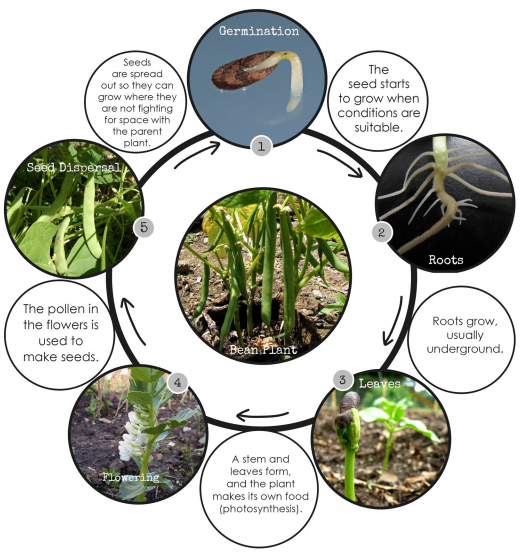 Germination
1
The
seed starts
to grow when
conditions are
suitable.
2
Roots
Roots grow,
usually
underground.
3
Leaves
A stem and
leaves form,
and the plant
makes its own food
(photosynthesis).
4
Flowering
The pollen in
the flowers is
used to
make seeds.
5
Seed Dispersal
Seeds
are spread
out so they can
grow where they
are not fighting
for space with
the parent
plant.
Bean Plant